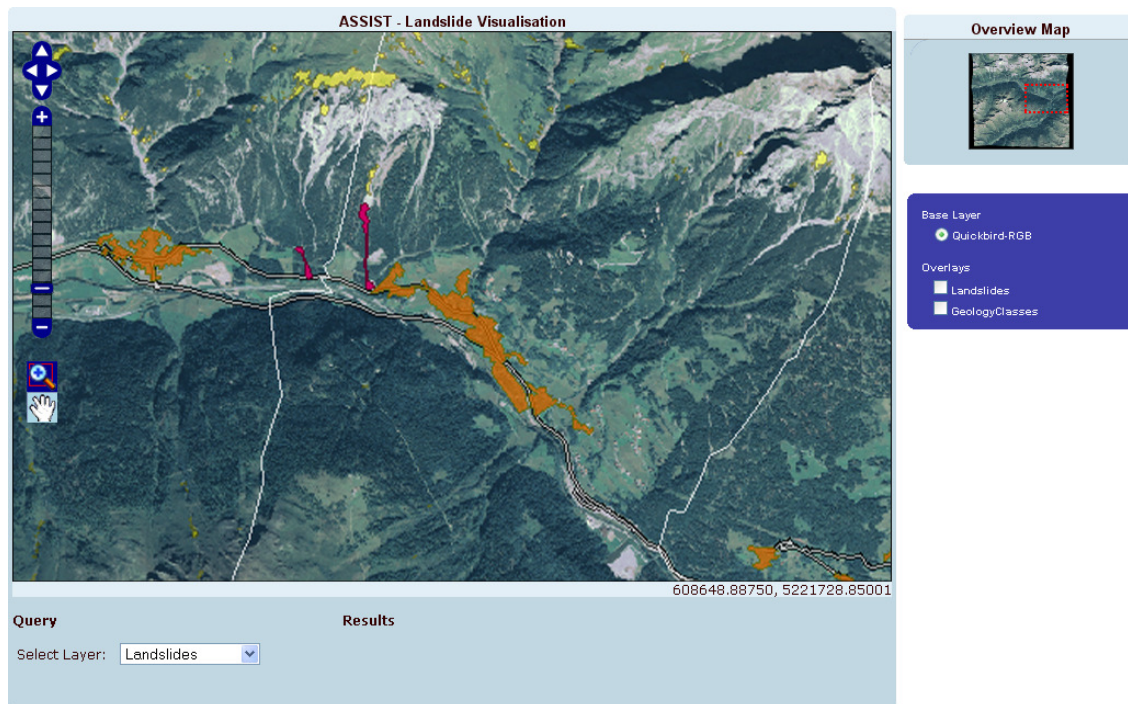 ASSIST - Landslide Visualisation
Overview Map
Base Layer
Quickbird-RGB
Overlays
Landslides
GeologyClasses
608648.88750, 5221728.85001
Query
Results
Select Layer: Landslides